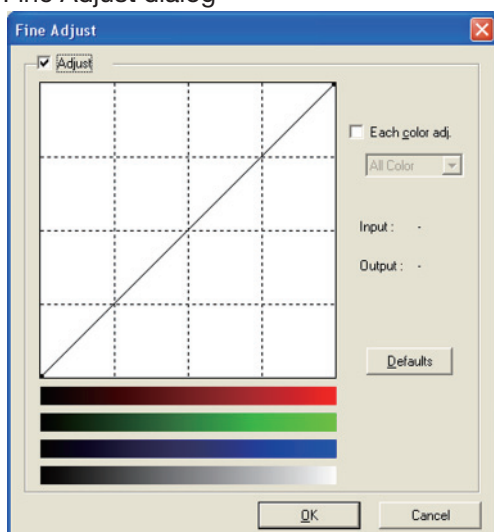 Fine Adjust dialog
Fine Adjust
Adjust
Each color adj.
All Color
Input : -
Output : -
Defaults
OK
Cancel